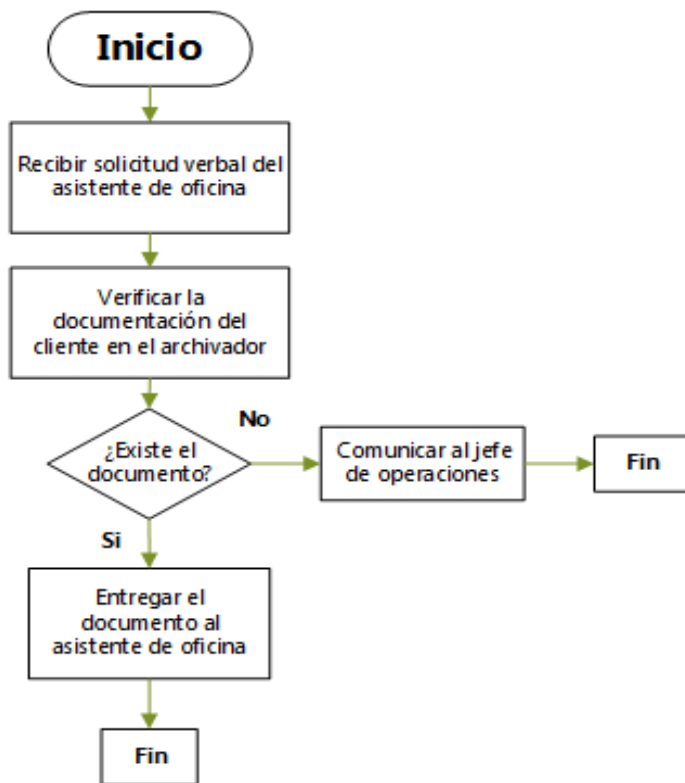 Inicio
Recibir solicitud verbal del
asistente de oficina
Verificar la
documentación del
cliente en el archivador
¿Existe el
documento?
No
Comunicar al jefe
de operaciones
Fin
Si
Entregar el
documento al
asistente de oficina
Fin